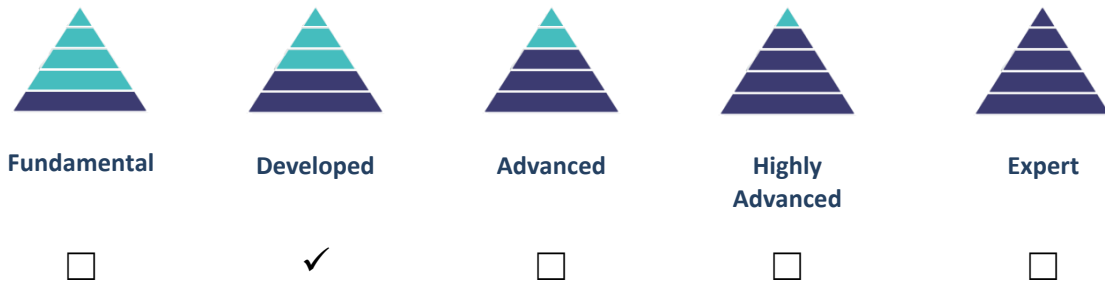 Fundamental
Developed
Advanced
Highly
Advanced
Expert
☐ ✓ ☐ ☐ ☐